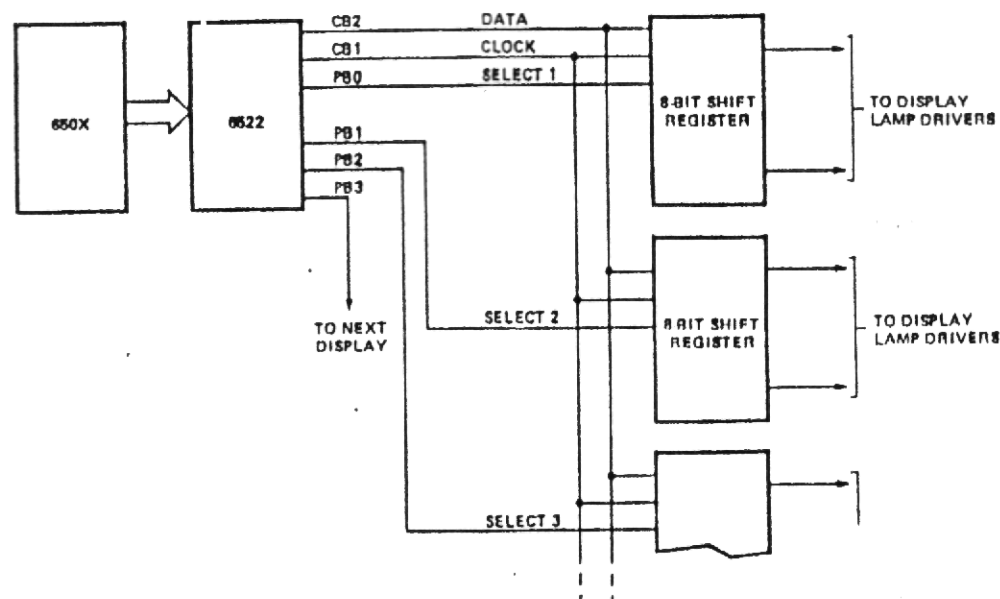 CB2
DATA
CB1
CLOCK
PB0
SELECT 1
650X
6522
8-BIT SHIFT
REGISTER
TO DISPLAY
LAMP DRIVERS
PB1
PB2
PB3
TO NEXT
DISPLAY
SELECT 2
8 BIT SHIFT
REGISTER
TO DISPLAY
LAMP DRIVERS
SELECT 3